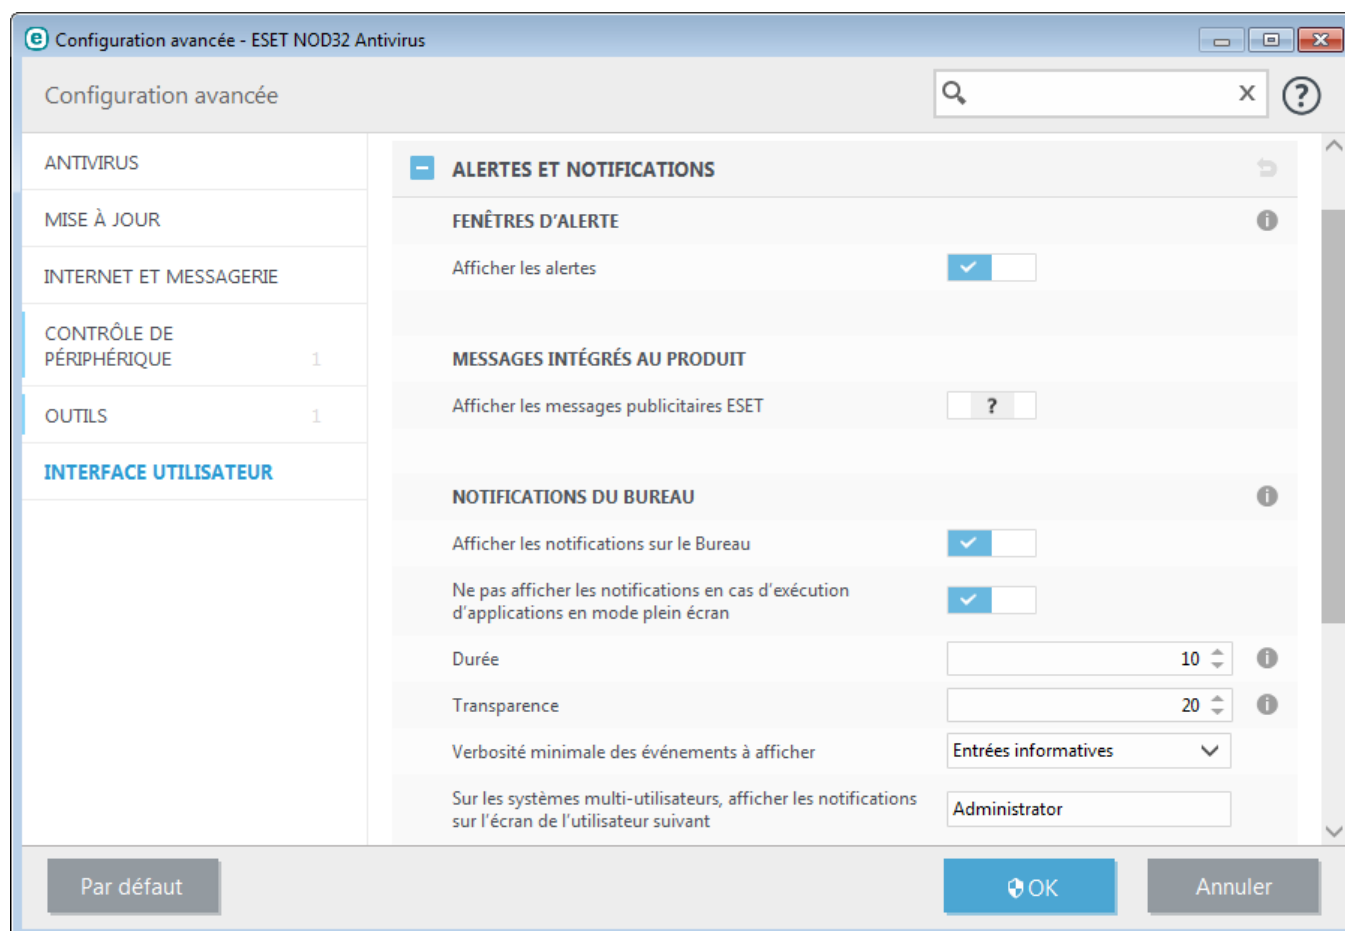 Configuration avancée - ESET NOD32 Antivirus
Configuration avancée
ANTIVIRUS
MISE À JOUR
INTERNET ET MESSAGERIE
CONTRÔLE DE
PÉRIPHÉRIQUE 1
OUTILS 1
INTERFACE UTILISATEUR
ALERTES ET NOTIFICATIONS
FENÊTRES D'ALERTE
Afficher les alertes
MESSAGES INTÉGRÉS AU PRODUIT
Afficher les messages publicitaires ESET ?
NOTIFICATIONS DU BUREAU
Afficher les notifications sur le Bureau
Ne pas afficher les notifications en cas d'exécution
d'applications en mode plein écran
Durée 10
Transparence 20
Verbosité minimale des événements à afficher Entrées informatives
Sur les systèmes multi-utilisateurs, afficher les notifications
sur l'écran de l'utilisateur suivant Administrator
Par défaut
OK
Annuler